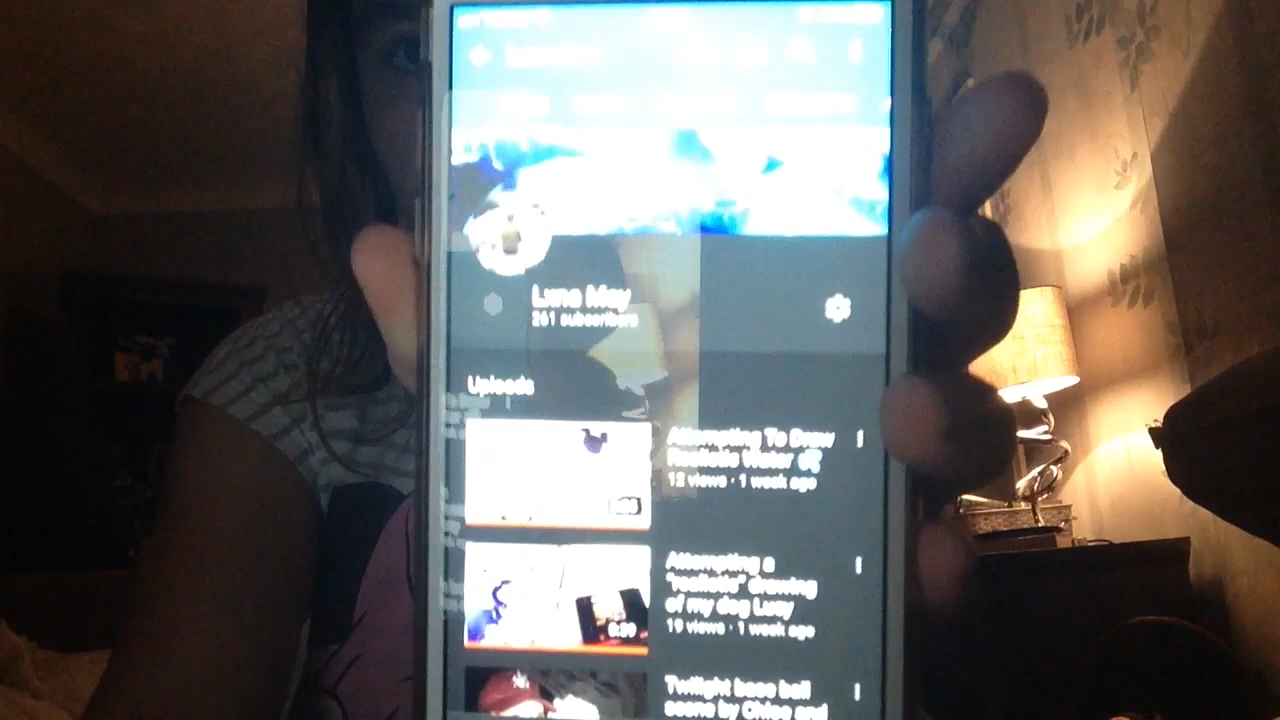 Luna May
261 subscribers
Uploads
Attempting To Draw
Realistic Water
12 views · 1 week ago
Attempting a
"realistic" drawing
of my dog Lucy
19 views · 1 week ago
0:39
Twilight base ball
scene by Chloe and